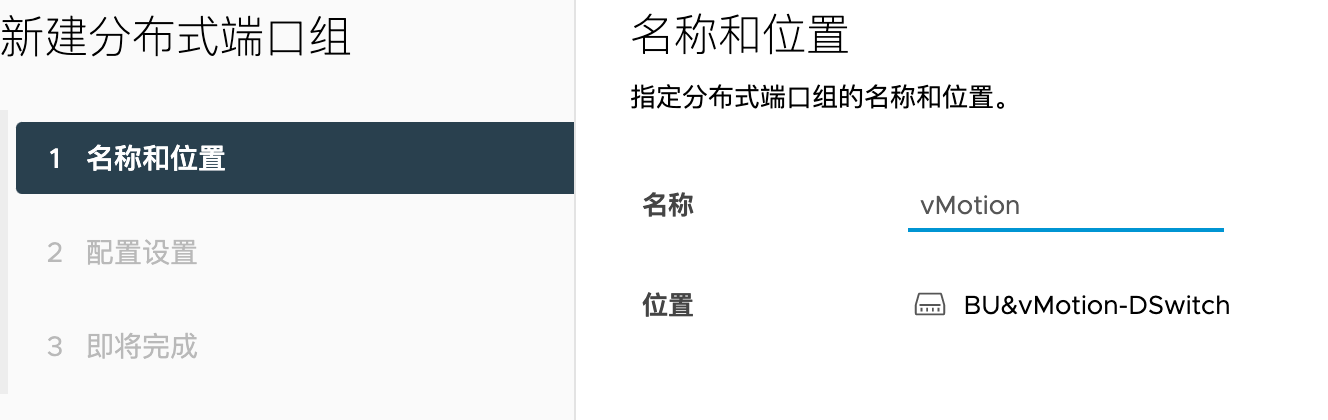 新建分布式端口组
1 名称和位置
2 配置设置
3 即将完成
名称和位置
指定分布式端口组的名称和位置。
名称 vMotion
位置 BU&vMotion-DSwitch